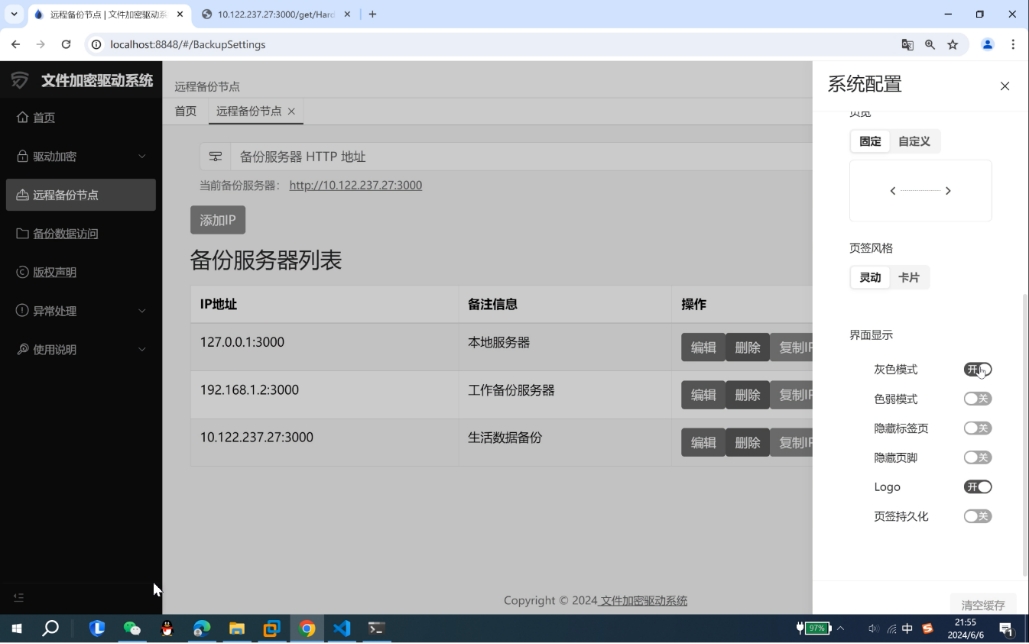 远程备份节点 | 文件加密驱动系
10.122.237.27:3000/get/Hard
localhost:8848/#/BackupSettings
文件加密驱动系统
首页
驱动加密
远程备份节点
备份数据访问
版权声明
异常处理
使用说明
远程备份节点
首页
远程备份节点
备份服务器 HTTP 地址
当前备份服务器： http://10.122.237.27:3000
添加IP
备份服务器列表
IP地址 备注信息 操作
127.0.0.1:3000 本地服务器 编辑 删除 复制IP
192.168.1.2:3000 工作备份服务器 编辑 删除 复制IP
10.122.237.27:3000 生活数据备份 编辑 删除 复制IP
Copyright © 2024 文件加密驱动系统
系统配置
页宽
固定 自定义
页签风格
灵动 卡片
界面显示
灰色模式 开
色弱模式 关
隐藏标签页 关
隐藏页脚 关
Logo 开
页签持久化 关
清空缓存
97%
中
21:55
2024/6/6
1